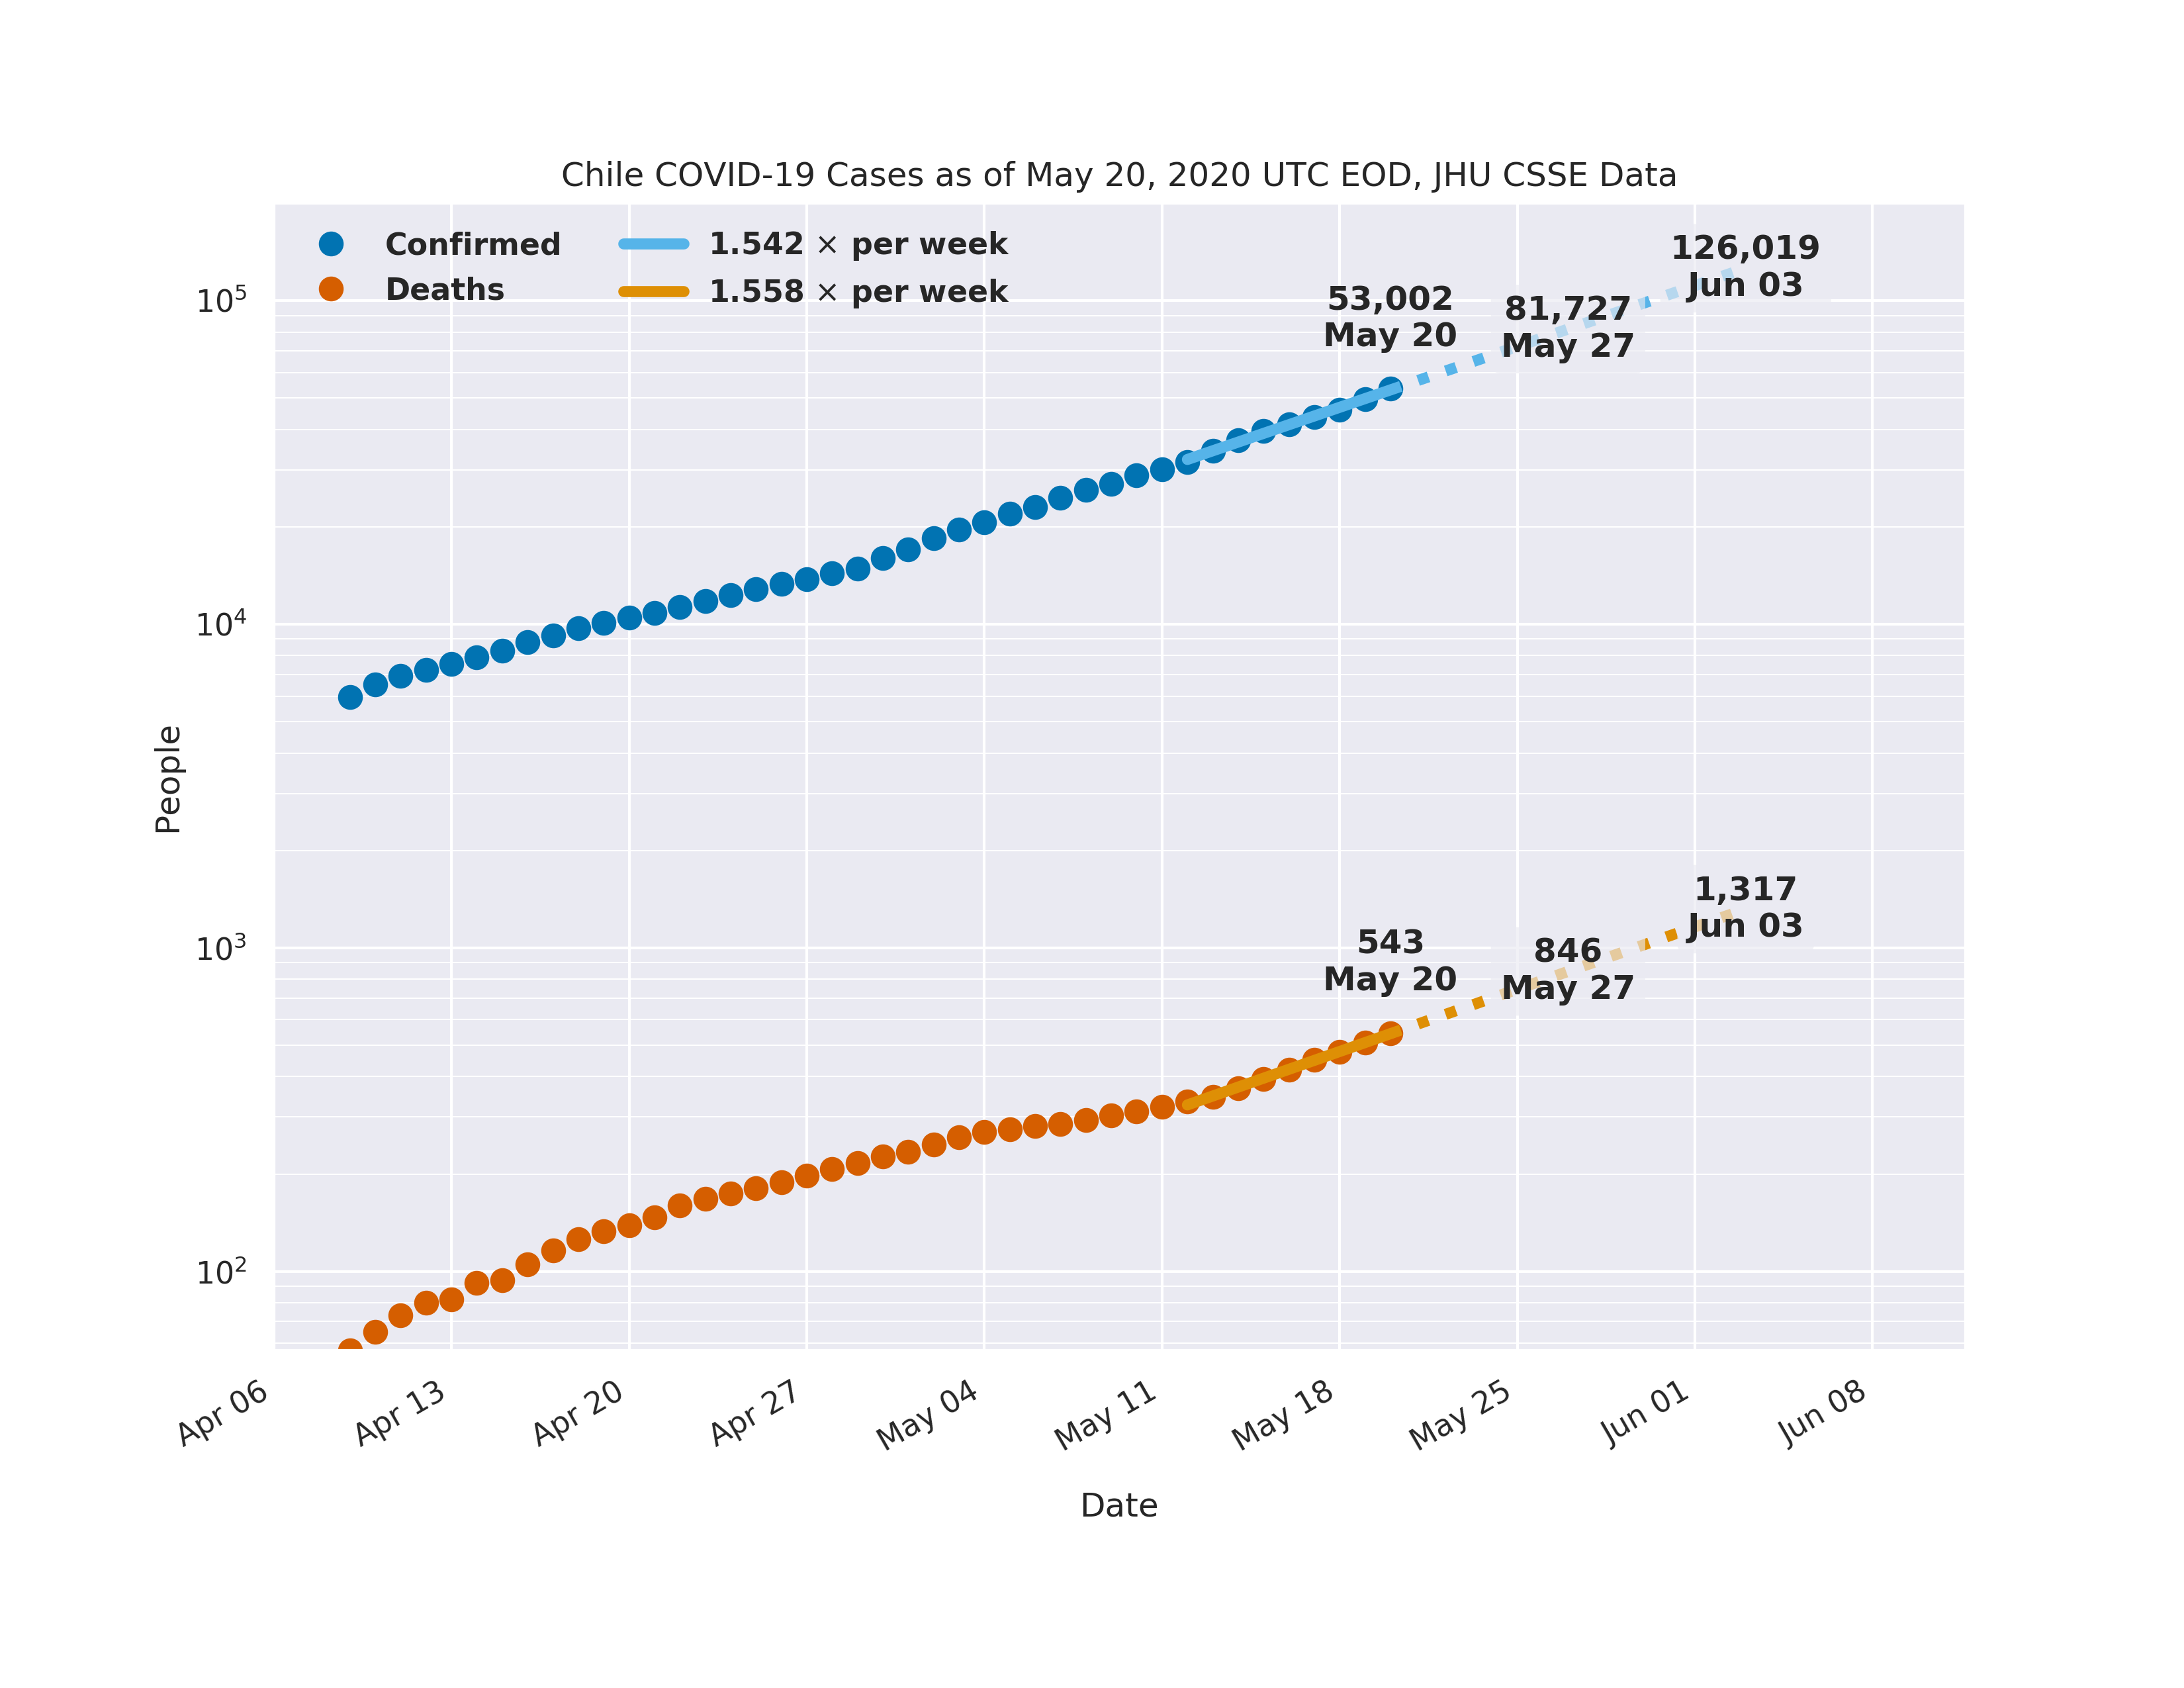 Chile COVID-19 Cases as of May 20, 2020 UTC EOD, JHU CSSE Data
Confirmed
Deaths
1.542 × per week
1.558 × per week
126,019
Jun 03
53,002
May 20
81,727
May 27
1,317
Jun 03
543
May 20
846
May 27
10⁵
10⁴
10³
10²
People
Apr 06
Apr 13
Apr 20
Apr 27
May 04
May 11
May 18
May 25
Jun 01
Jun 08
Date